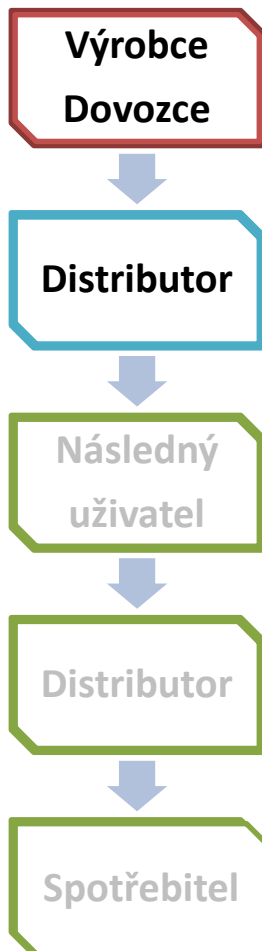 Výrobce
Dovozce
Distributor
Následný
uživatel
Distributor
Spotřebitel